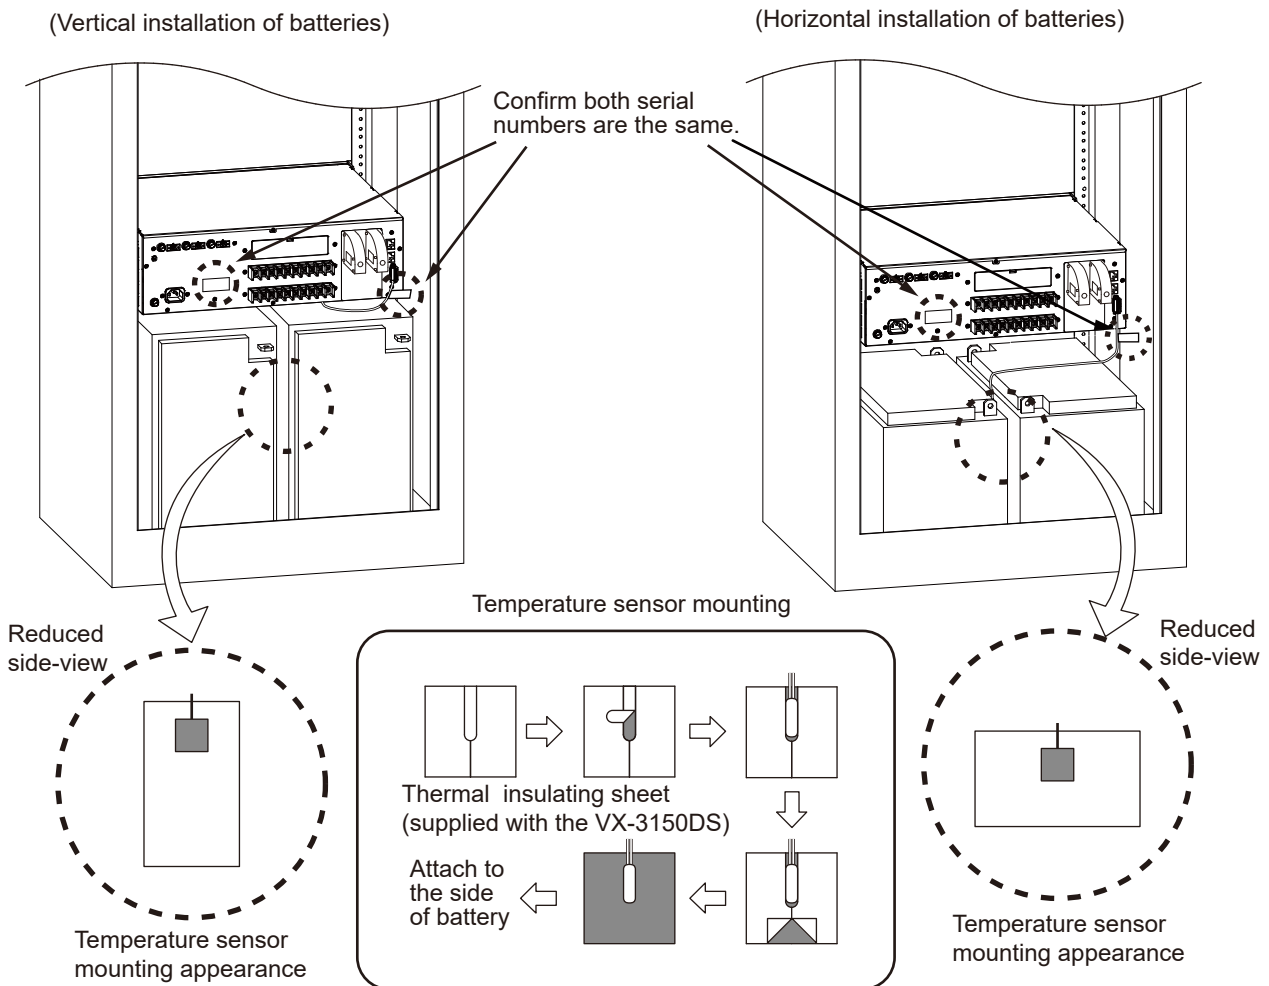 (Vertical installation of batteries)
(Horizontal installation of batteries)
Confirm both serial
numbers are the same.
Temperature sensor mounting
Reduced
side-view
Reduced
side-view
Thermal insulating sheet
(supplied with the VX-3150DS)
Attach to
the side
of battery
Temperature sensor
mounting appearance
Temperature sensor
mounting appearance